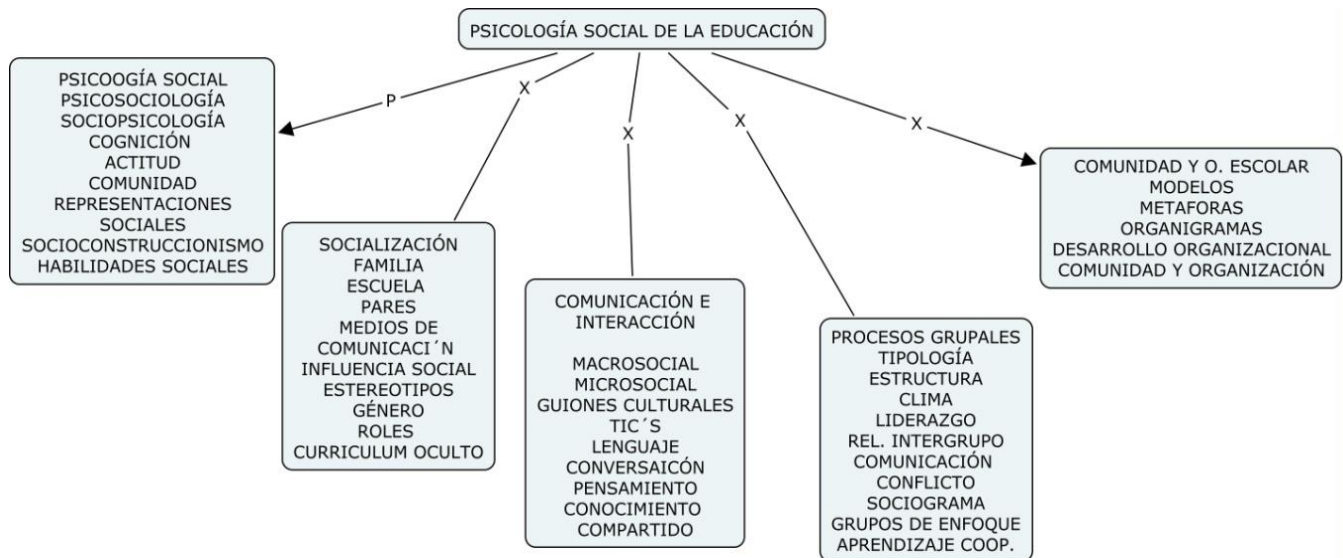 PSICOLOGÍA SOCIAL DE LA EDUCACIÓN
P
X
X
X
X
PSICOOGÍA SOCIAL
PSICOSOCIOLOGÍA
SOCIOPSICOLOGÍA
COGNICIÓN
ACTITUD
COMUNIDAD
REPRESENTACIONES
SOCIALES
SOCIOCONSTRUCCIONISMO
HABILIDADES SOCIALES
SOCIALIZACIÓN
FAMILIA
ESCUELA
PARES
MEDIOS DE
COMUNICACI´N
INFLUENCIA SOCIAL
ESTEREOTIPOS
GÉNERO
ROLES
CURRICULUM OCULTO
COMUNICACIÓN E
INTERACCIÓN
MACROSOCIAL
MICROSOCIAL
GUIONES CULTURALES
TIC´S
LENGUAJE
CONVERSAICÓN
PENSAMIENTO
CONOCIMIENTO
COMPARTIDO
PROCESOS GRUPALES
TIPOLOGÍA
ESTRUCTURA
CLIMA
LIDERAZGO
REL. INTERGRUPO
COMUNICACIÓN
CONFLICTO
SOCIOGRAMA
GRUPOS DE ENFOQUE
APRENDIZAJE COOP.
COMUNIDAD Y O. ESCOLAR
MODELOS
METAFORAS
ORGANIGRAMAS
DESARROLLO ORGANIZACIONAL
COMUNIDAD Y ORGANIZACIÓN